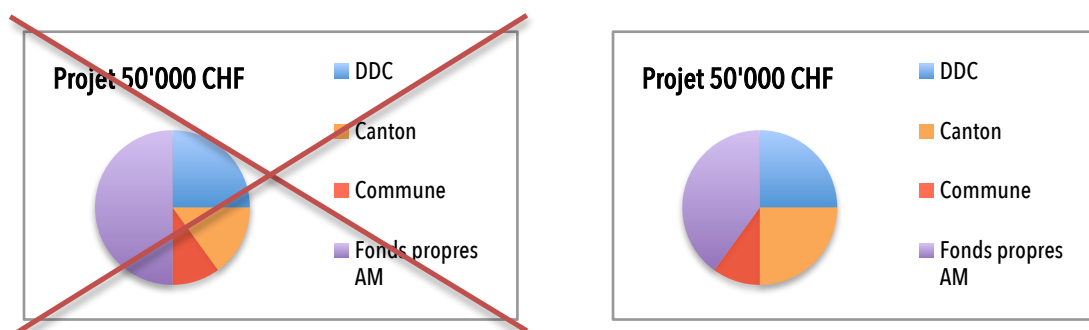 Projet 50'000 CHF
DDC
Canton
Commune
Fonds propres
AM
Projet 50'000 CHF
DDC
Canton
Commune
Fonds propres
AM